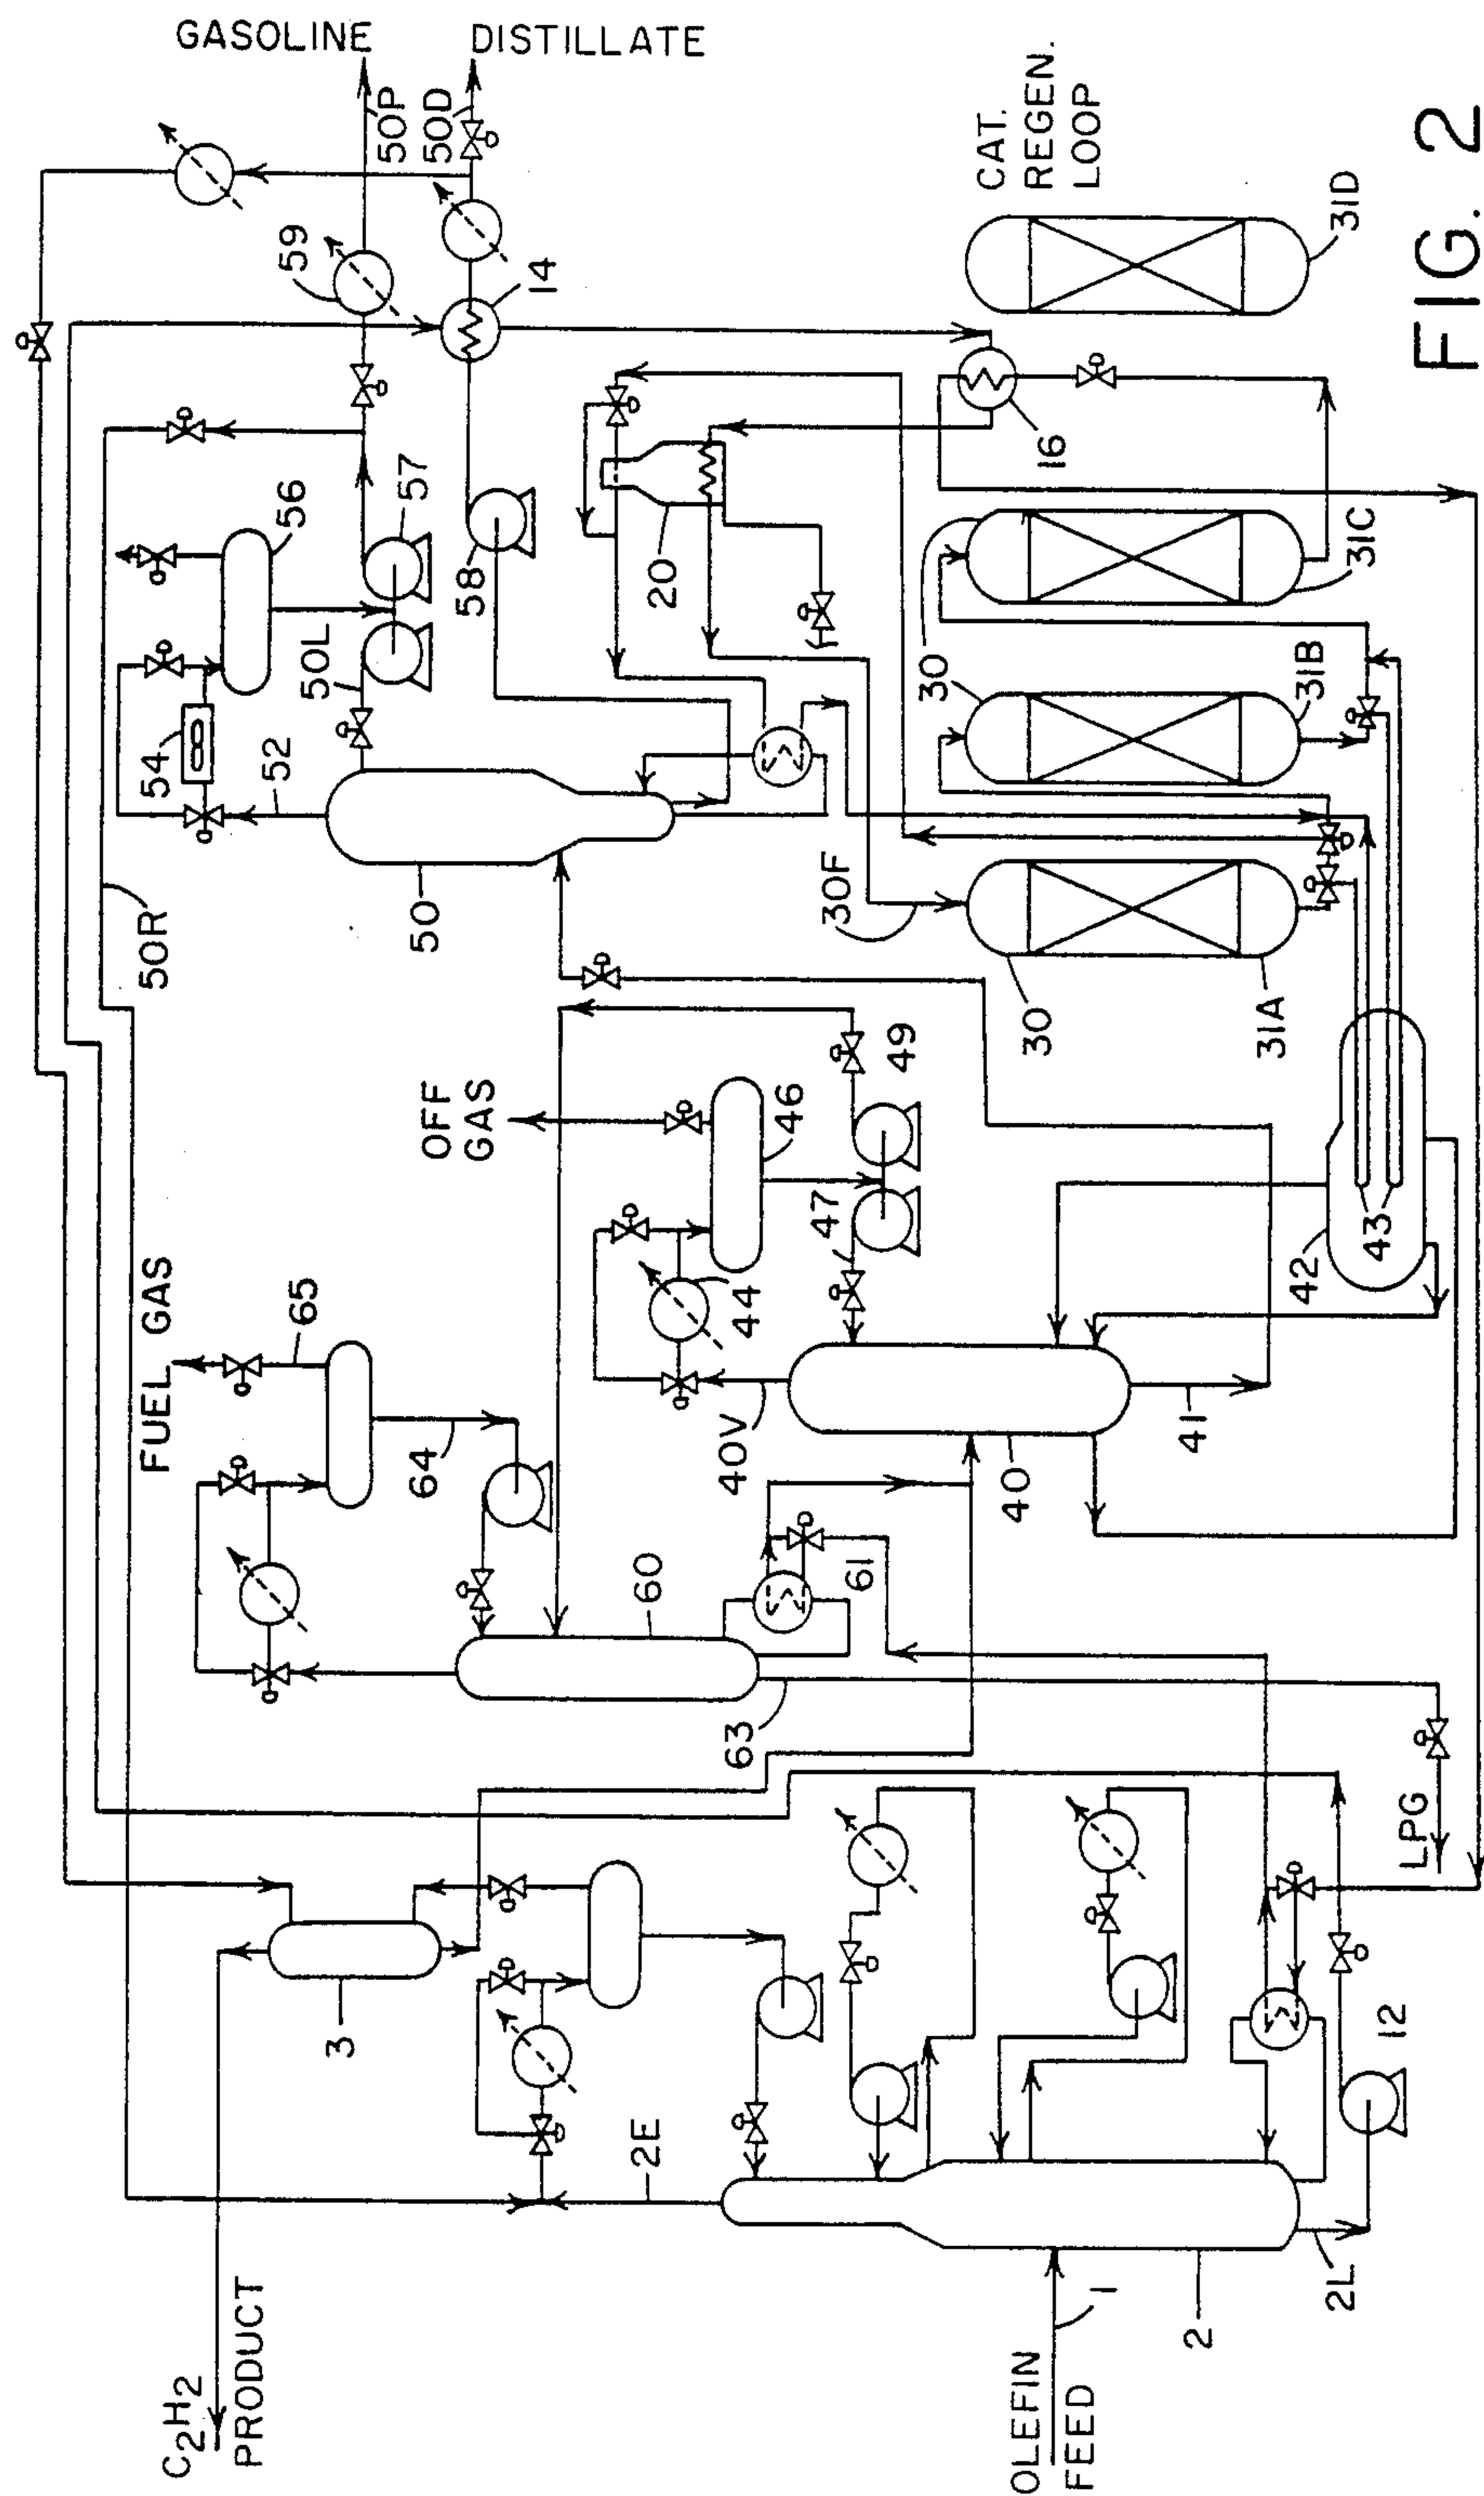 GASOLINE
DISTILLATE
50P
50D
59
14
CAT.
REGEN.
LOOP
31D
FIG. 2
16
56
57
58
20
50L
54
52
30
31C
31B
50R
50
30F
30
31A
OFF
GAS
49
46
47
44
43
42
FUEL GAS
65
64
40V
41
40
60
61
63
LPG
3
12
2E
2L
C2H2
PRODUCT
OLEFIN
FEED
1
2